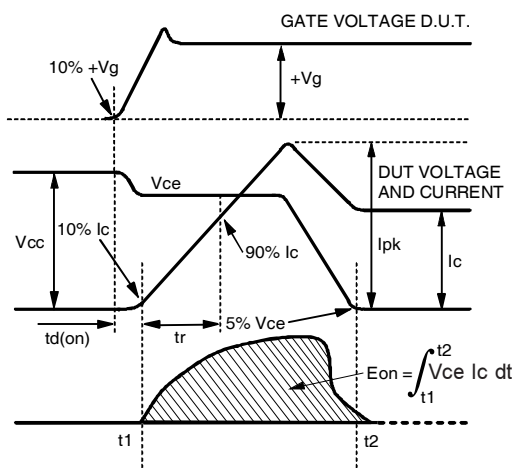 GATE VOLTAGE D.U.T.
10% +Vg
+Vg
Vce
DUT VOLTAGE
AND CURRENT
Vcc
10% Ic
90% Ic
Ipk
Ic
td(on)
tr
5% Vce
Eon = ∫ Vce Ic dt
t2
t1
t1
t2